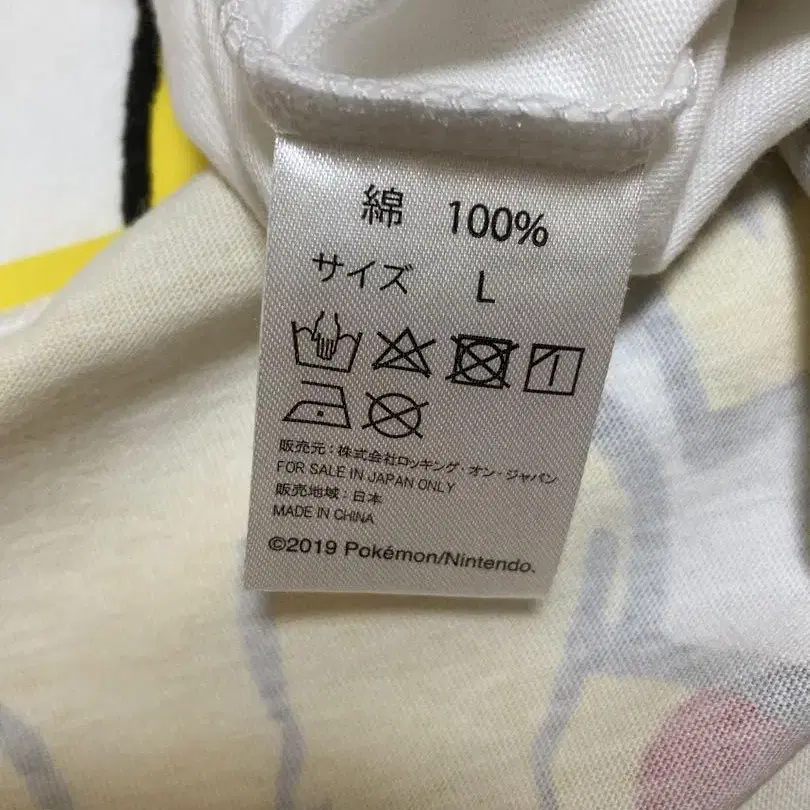 綿 100%
サイズ L
販売元:株式会社ロッキング・オン・ジャパン
FOR SALE IN JAPAN ONLY
販売地域:日本
MADE IN CHINA
©2019 Pokémon/Nintendo.